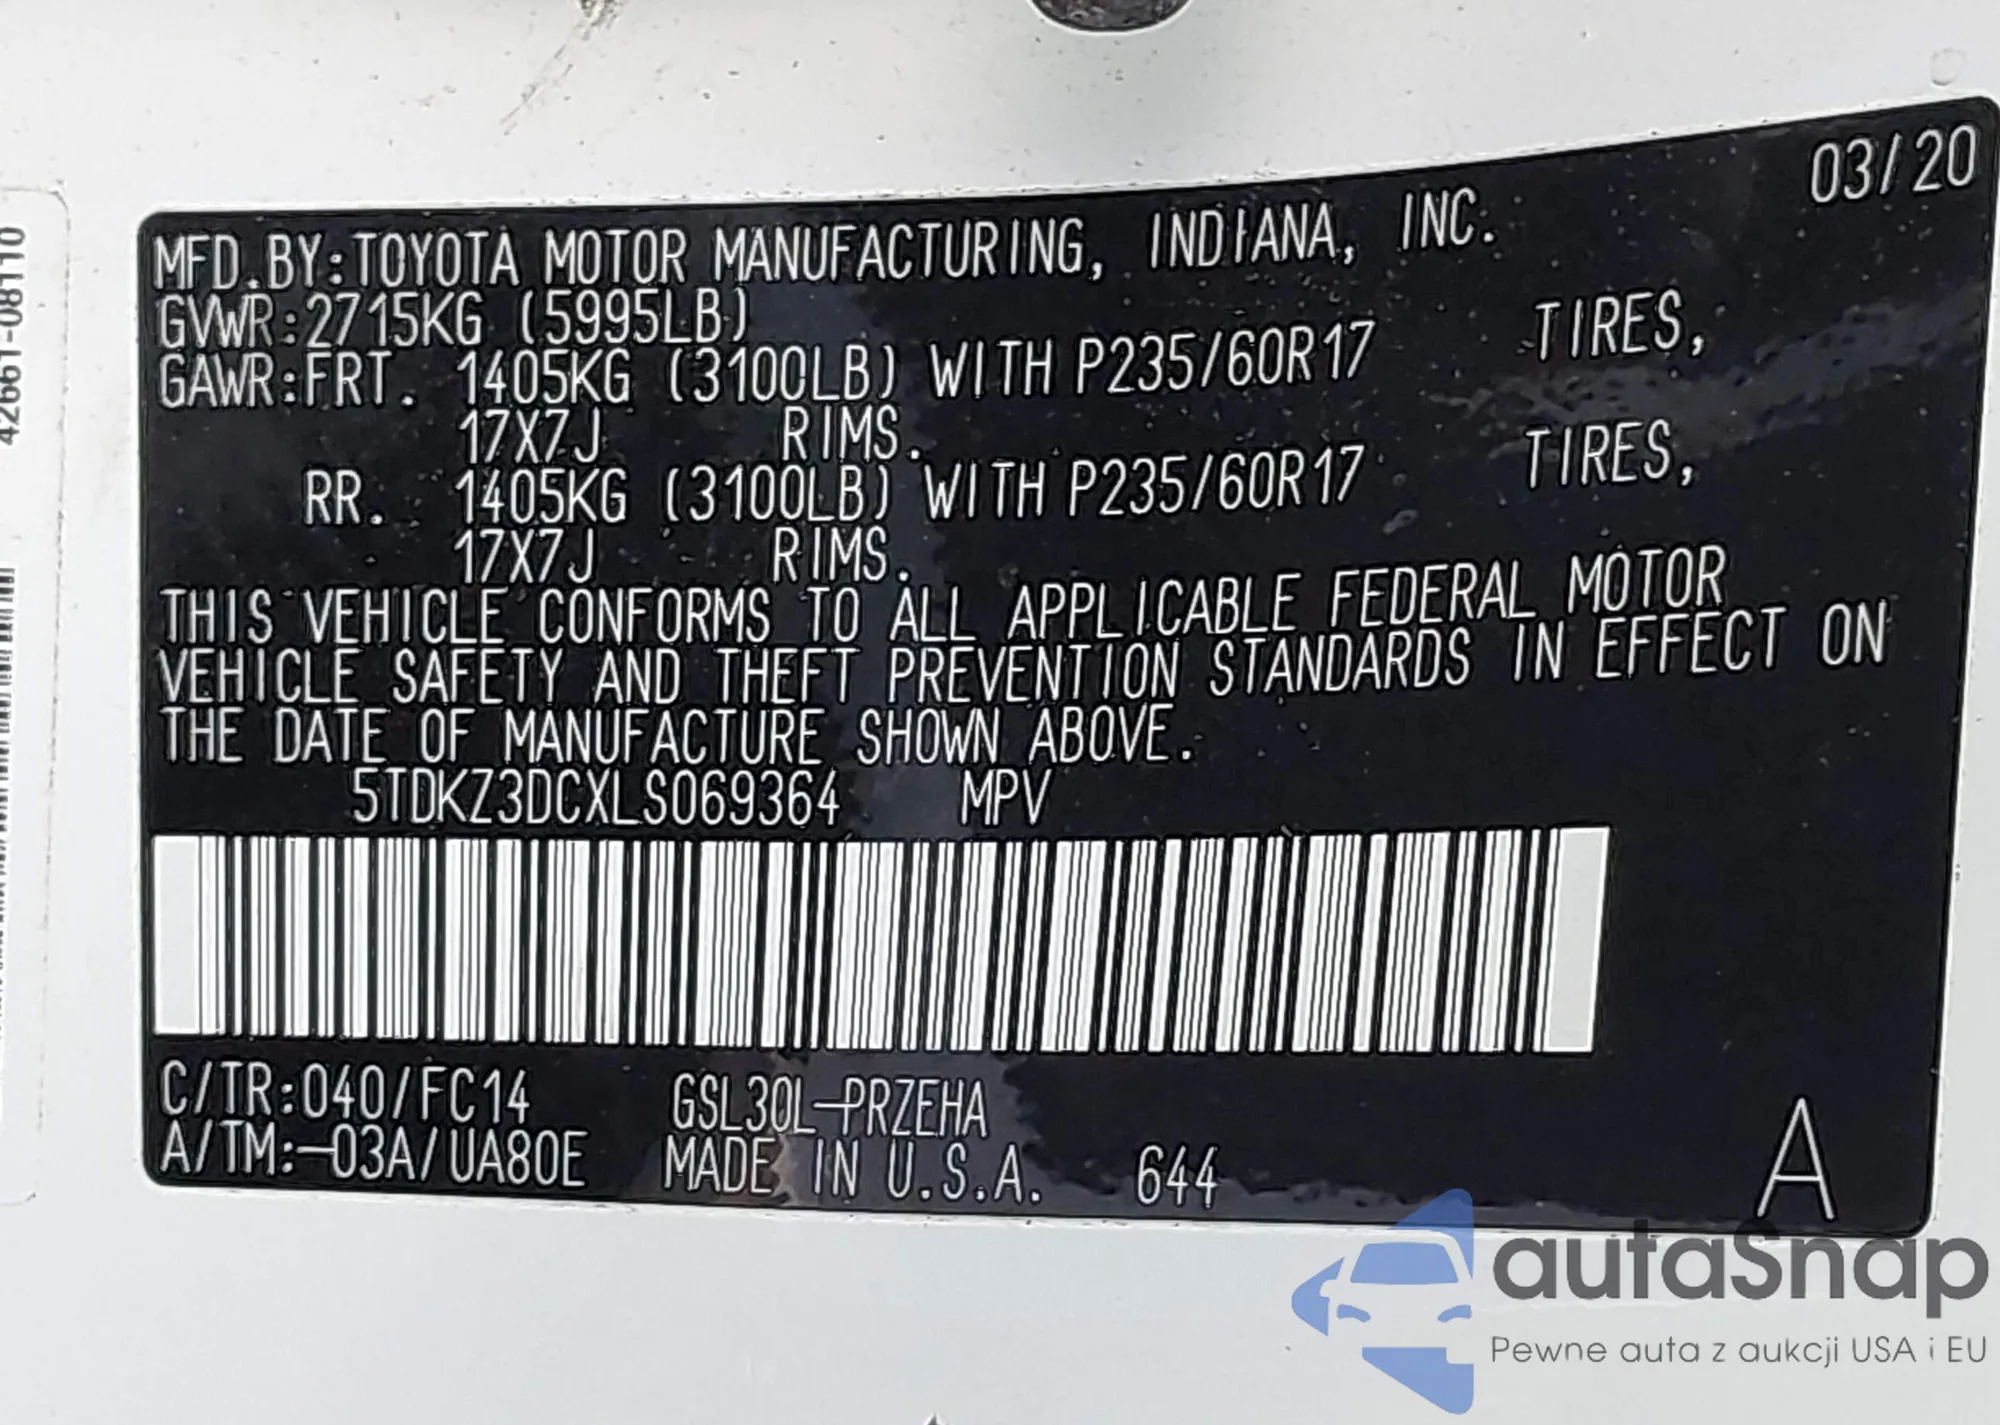 03/20
MFD.BY:TOYOTA MOTOR MANUFACTURING, INDIANA, INC.
GVWR:2715KG (5995LB)
GAWR:FRT. 1405KG (3100LB) WITH P235/60R17 TIRES,
17X7J RIMS.
RR. 1405KG (3100LB) WITH P235/60R17 TIRES,
17X7J RIMS.
THIS VEHICLE CONFORMS TO ALL APPLICABLE FEDERAL MOTOR
VEHICLE SAFETY AND THEFT PREVENTION STANDARDS IN EFFECT ON
THE DATE OF MANUFACTURE SHOWN ABOVE.
5TDKZ3DCXLS069364 MPV
C/TR:040/FC14 GSL30L-PRZEHA
A/TM:-03A/UA80E MADE IN U.S.A. 644
A
42661-08110
autaSnap
Pewne auta z aukcji USA i EU